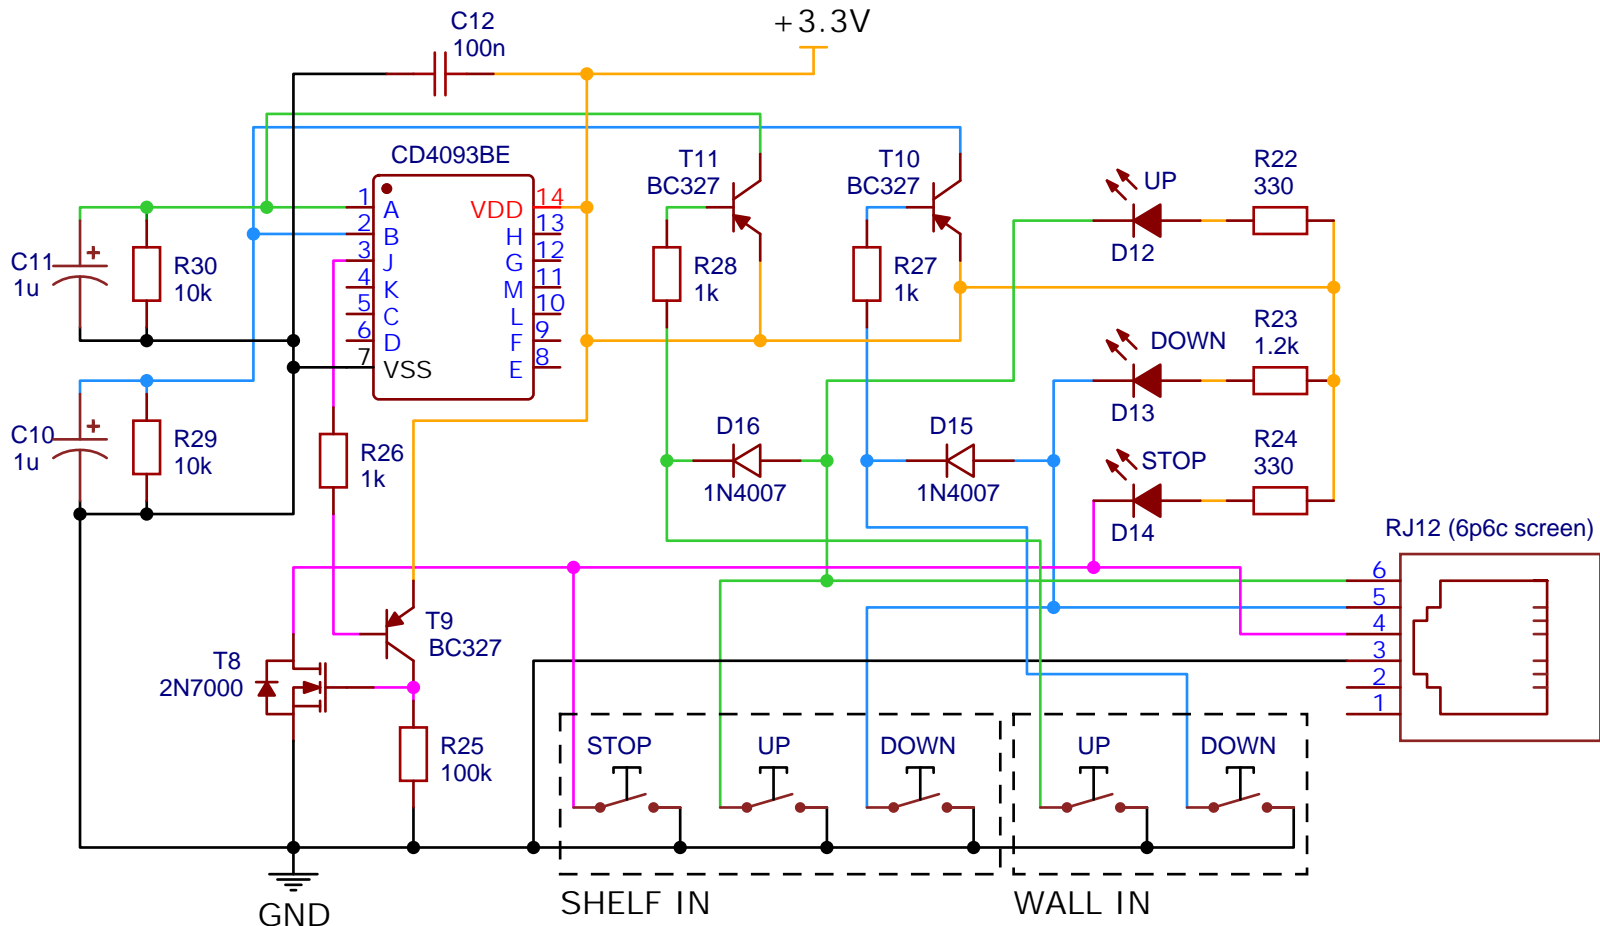 +3.3V
C12
100n
CD4093BE
1
2
3
4
5
6
7
A
B
J
K
C
D
VSS
VDD
H
G
M
L
F
E
14
13
12
11
10
9
8
C11
1u
R30
10k
C10
1u
R29
10k
R26
1k
T11
BC327
R28
1k
T10
BC327
R27
1k
UP
D12
R22
330
DOWN
D13
R23
1.2k
STOP
D14
R24
330
D16
1N4007
D15
1N4007
RJ12 (6p6c screen)
6
5
4
3
2
1
T9
BC327
T8
2N7000
R25
100k
STOP
UP
DOWN
UP
DOWN
SHELF IN
WALL IN
GND